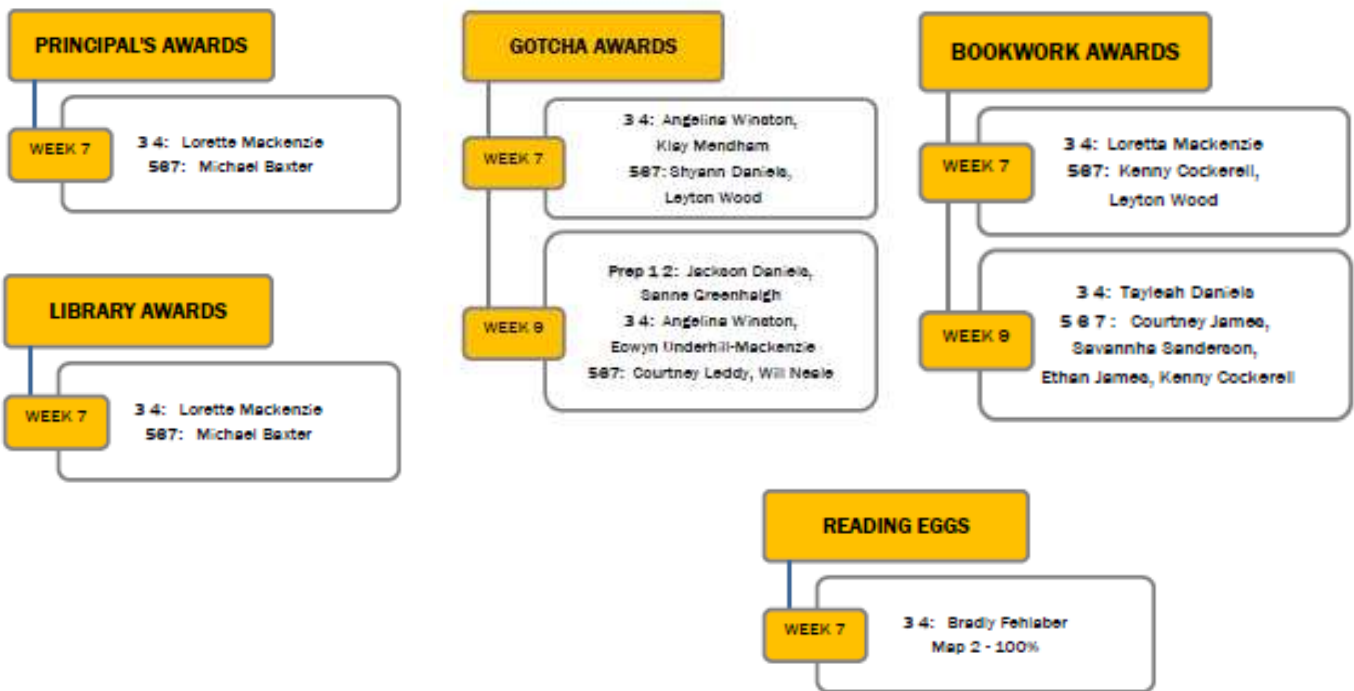 PRINCIPAL'S AWARDS
WEEK 7
3 4: Lorette Mackenzie
567: Michael Baxter
LIBRARY AWARDS
WEEK 7
3 4: Lorette Mackenzie
567: Michael Baxter
GOTCHA AWARDS
WEEK 7
3 4: Angelina Winston,
Klay Mendham
567: Shyann Daniels,
Leyton Wood
WEEK 9
Prep 1 2: Jackson Daniels,
Sanne Greenhalgh
3 4: Angelina Winston,
Eowyn Underhill-Mackenzie
567: Courtney Leddy, Will Neale
BOOKWORK AWARDS
WEEK 7
3 4: Loretta Mackenzie
567: Kenny Cockerell,
Leyton Wood
WEEK 9
3 4: Tayleah Daniels
5 6 7 : Courtney James,
Savannha Sanderson,
Ethan James, Kenny Cockerell
READING EGGS
WEEK 7
3 4: Bradly Fehlaber
Map 2 - 100%